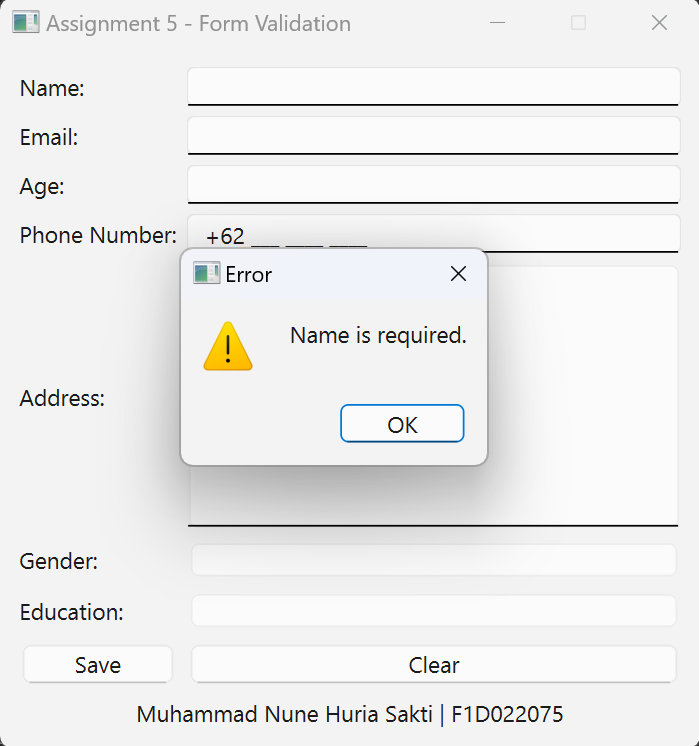 Assignment 5 - Form Validation
Name:
Email:
Age:
Phone Number:
+62 ___ ____ ____
Error
Name is required.
OK
Address:
Gender:
Education:
Save
Clear
Muhammad Nune Huria Sakti | F1D022075